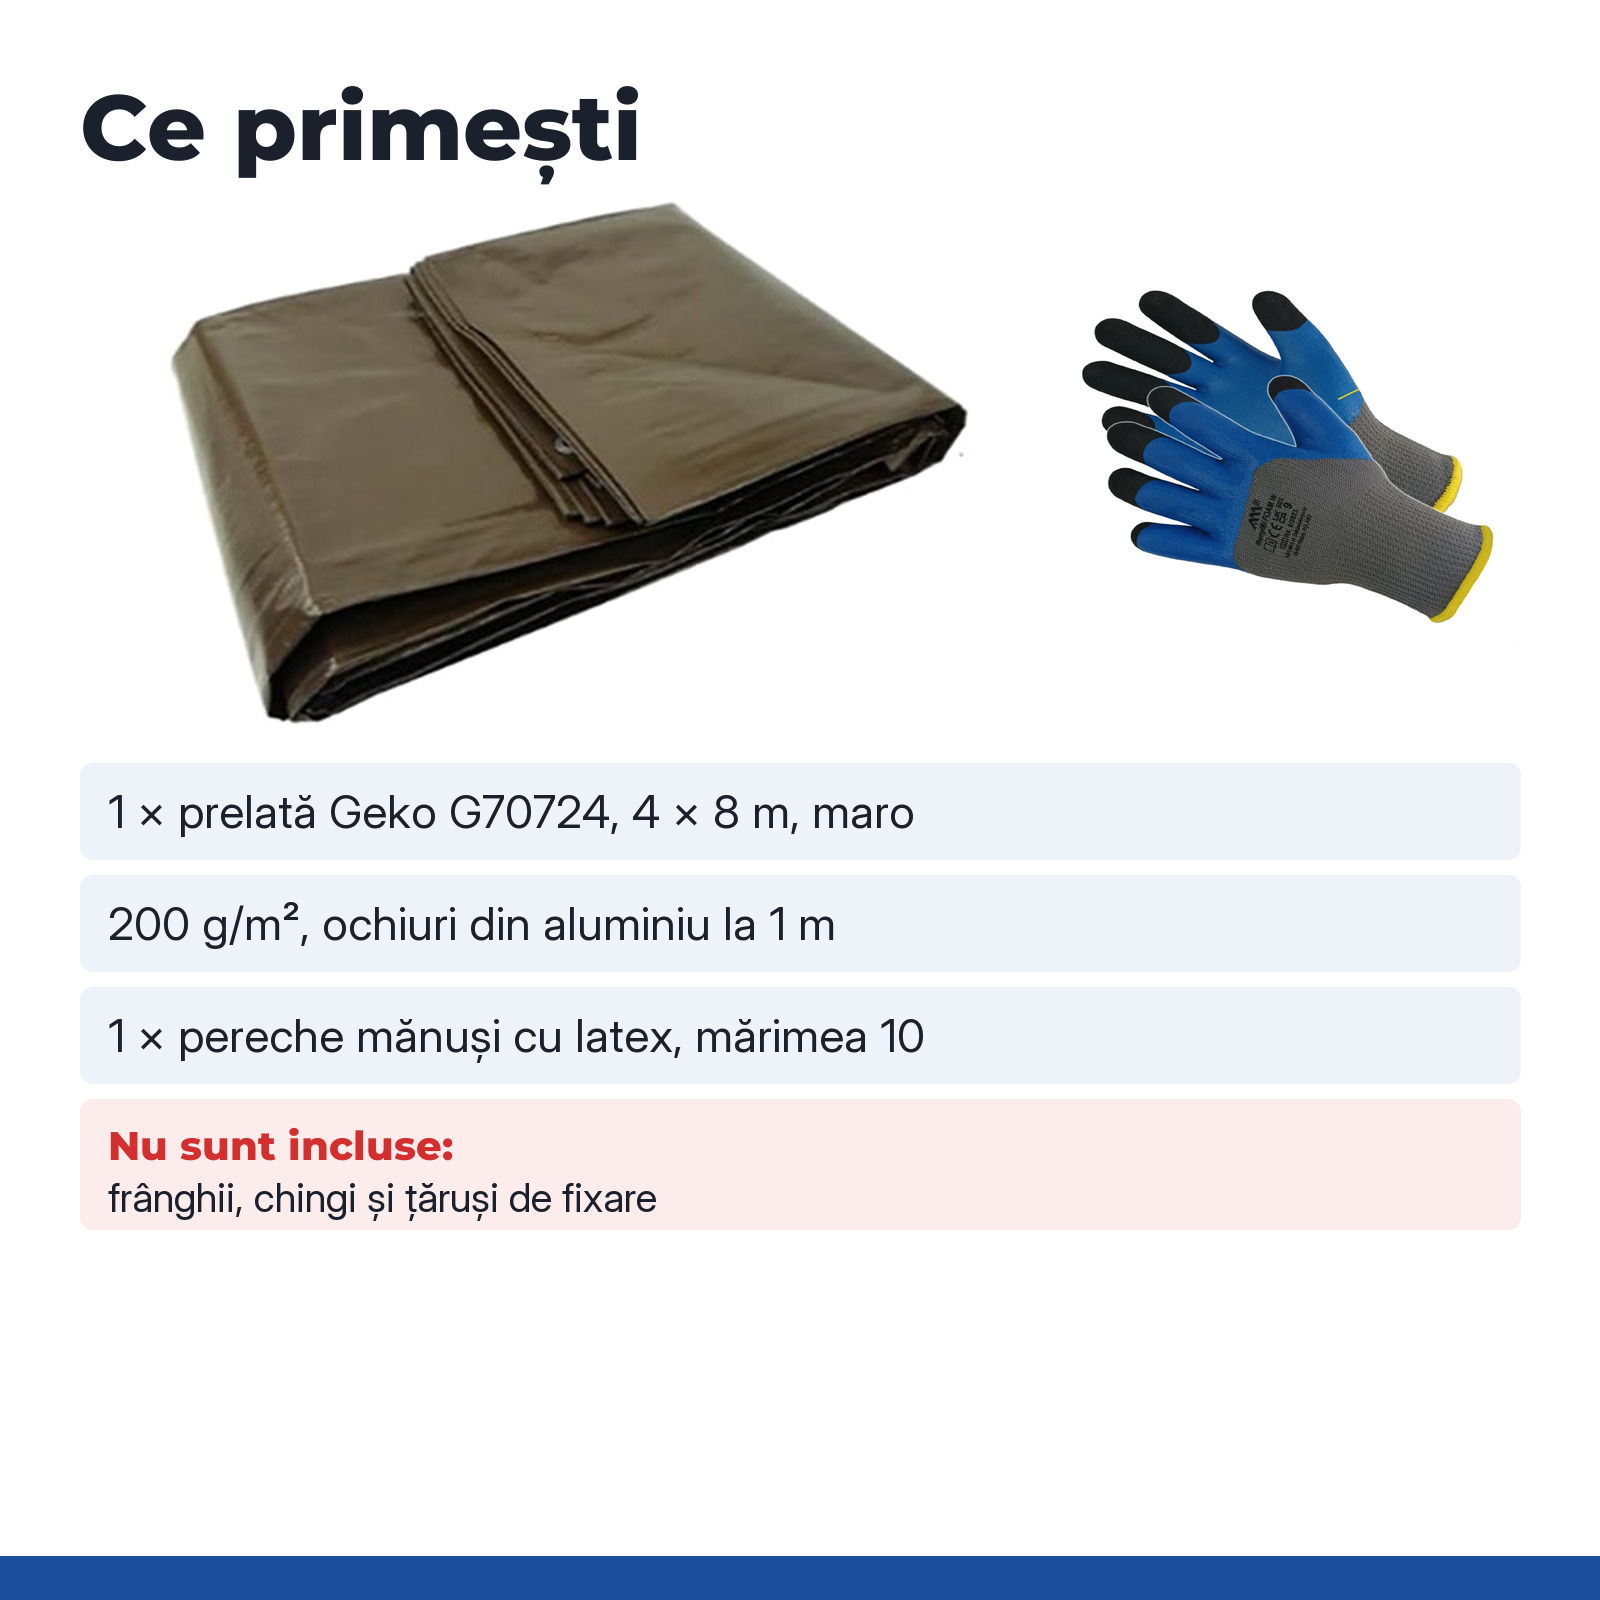 Ce primești
1 × prelată Geko G70724, 4 × 8 m, maro
200 g/m², ochiuri din aluminiu la 1 m
1 × pereche mănuși cu latex, mărimea 10
Nu sunt incluse:
frânghii, chingi și țăruși de fixare